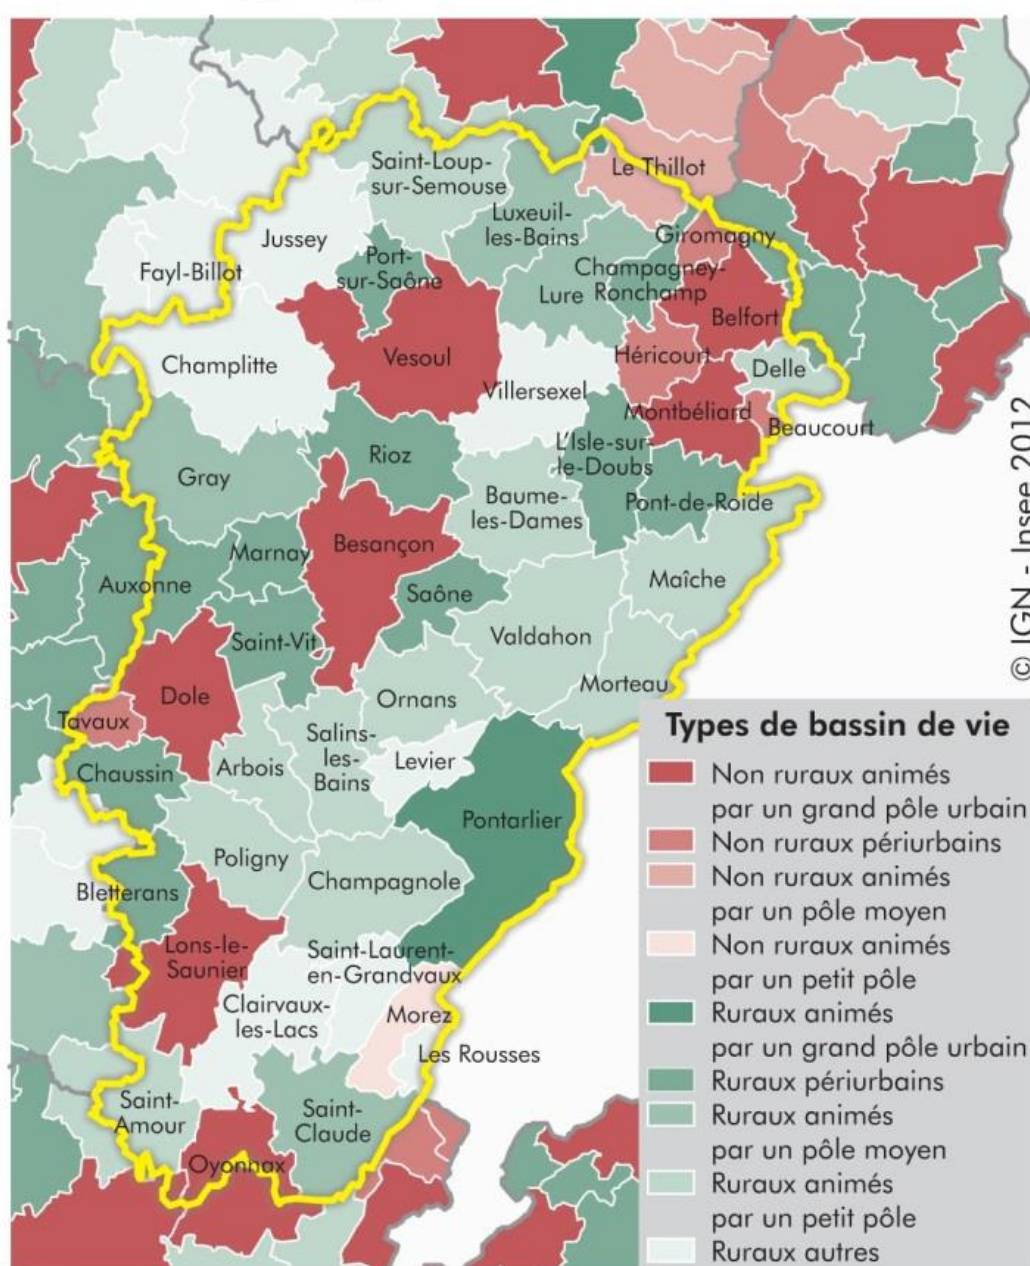 Saint-Loup-
sur-Semouse
Le Thillot
Luxeuil-
les-Bains
Jussey
Giromagny
Fayl-Billot
Port-
sur-Saône
Champagney-
Ronchamp
Lure
Belfort
Champlitte
Vesoul
Héricourt
Delle
Villersexel
Montbéliard
Beaucourt
L'Isle-sur-
le-Doubs
Rioz
Gray
Baume-
les-Dames
Pont-de-Roide
Besançon
Marnay
Maîche
Auxonne
Saône
Valdahon
Saint-Vit
Morteau
Dole
Ornans
Tavaux
Salins-
les-
Bains
Arbois
Levier
Chaussin
Pontarlier
Poligny
Champagnole
Bletterans
Lons-le-
Saunier
Saint-Laurent-
en-Grandvaux
Clairvaux-
les-Lacs
Morez
Les Rousses
Saint-
Amour
Saint-
Claude
Oyonnax
© IGN - Insee 2012
Types de bassin de vie
Non ruraux animés
par un grand pôle urbain
Non ruraux périurbains
Non ruraux animés
par un pôle moyen
Non ruraux animés
par un petit pôle
Ruraux animés
par un grand pôle urbain
Ruraux périurbains
Ruraux animés
par un pôle moyen
Ruraux animés
par un petit pôle
Ruraux autres